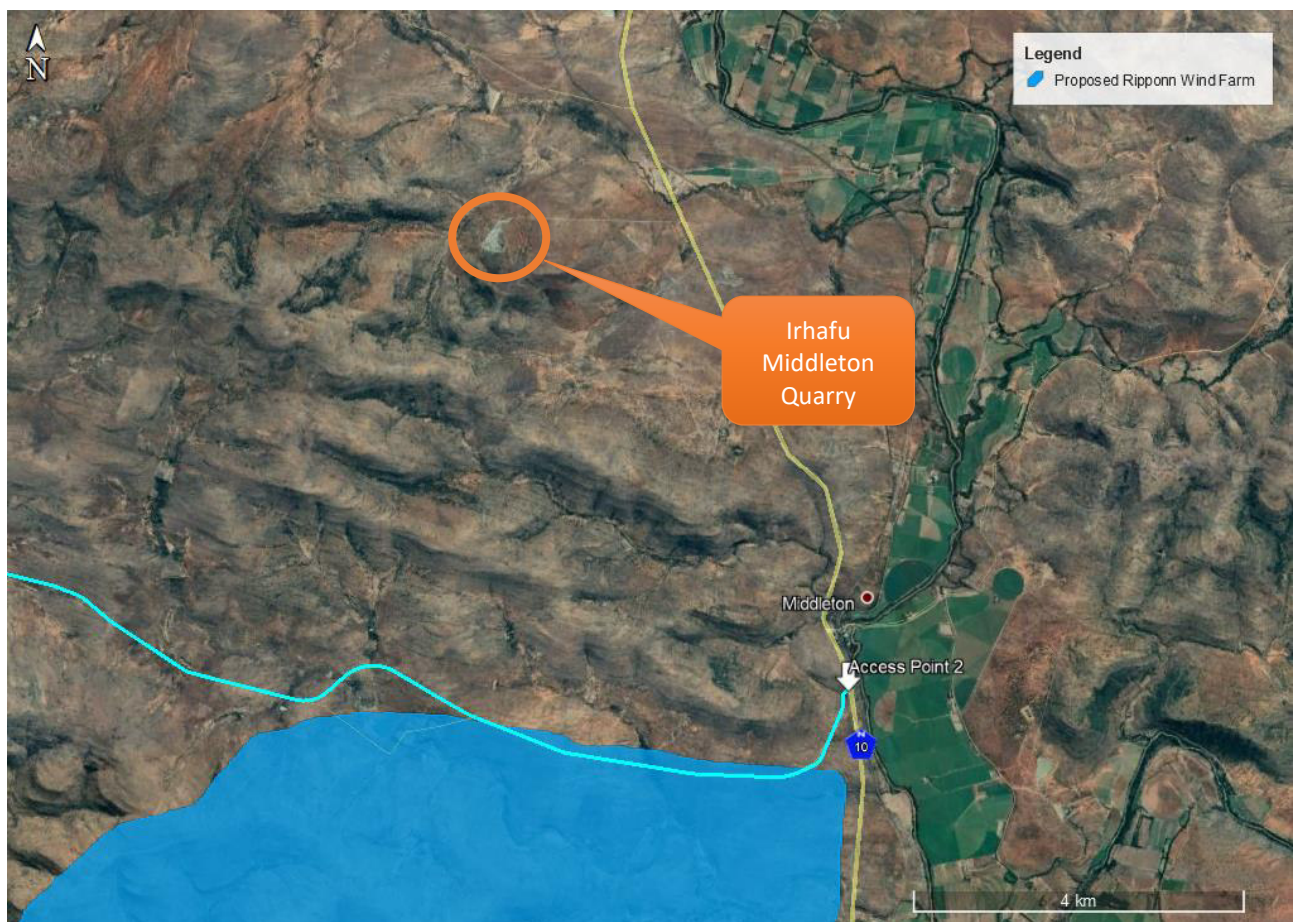 N
Legend
Proposed Ripponn Wind Farm
Irhafu
Middleton
Quarry
Middleton
Access Point 2
N
10
4 km